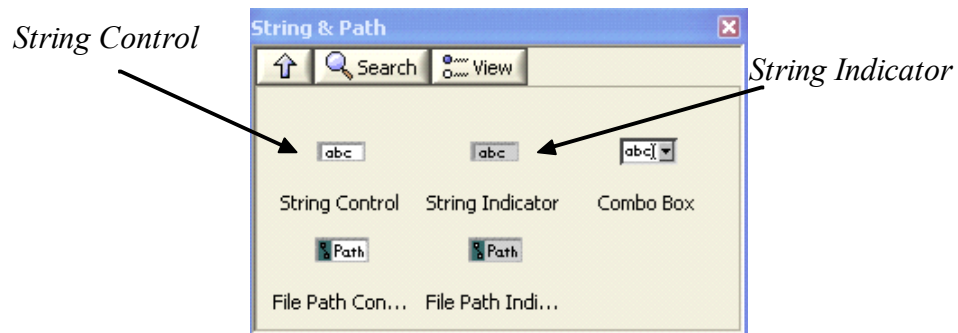 String Control
String & Path
Search View
String Indicator
abc abc abc
String Control String Indicator Combo Box
Path Path
File Path Con... File Path Indi...